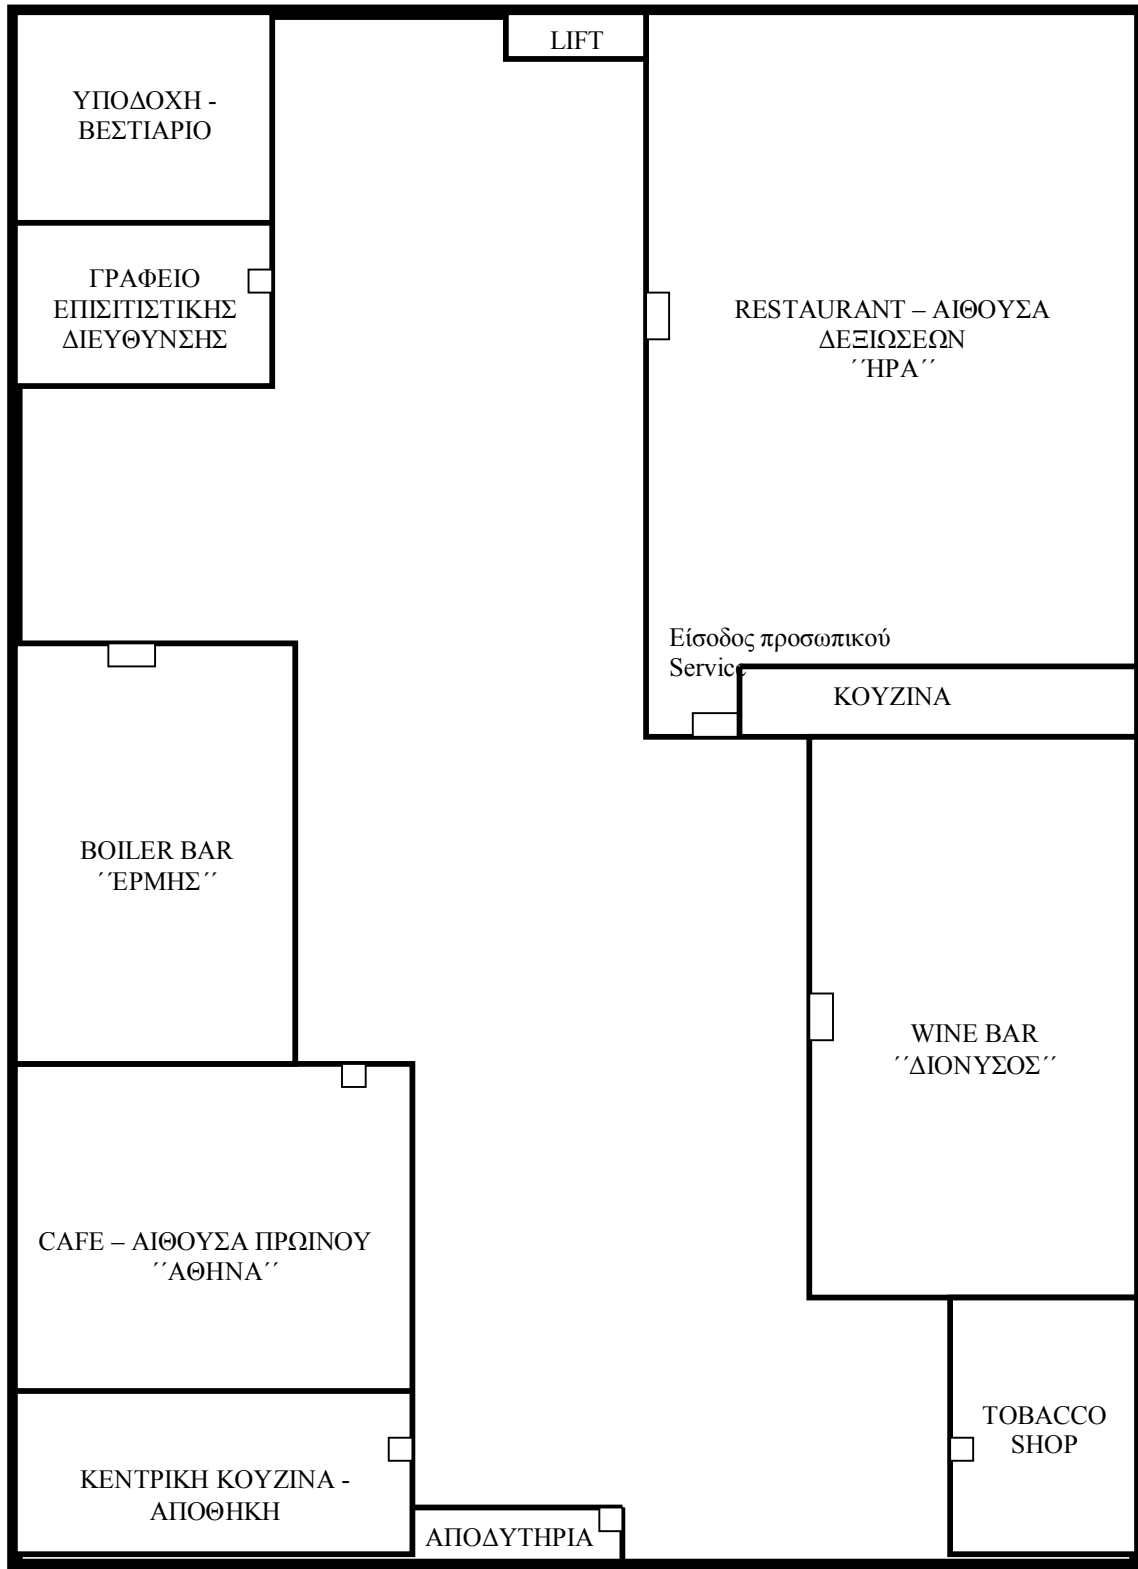 LIFT
ΥΠΟΔΟΧΗ -
ΒΕΣΤΙΑΡΙΟ
ΓΡΑΦΕΙΟ
ΕΠΙΣΙΤΙΣΤΙΚΗΣ
ΔΙΕΥΘΥΝΣΗΣ
RESTAURANT – ΑΙΘΟΥΣΑ
ΔΕΞΙΩΣΕΩΝ
΄΄ΗΡΑ΄΄
Είσοδος προσωπικού
Service
ΚΟΥΖΙΝΑ
BOILER BAR
΄΄ΕΡΜΗΣ΄΄
WINE BAR
΄΄ΔΙΟΝΥΣΟΣ΄΄
CAFE – ΑΙΘΟΥΣΑ ΠΡΩΙΝΟΥ
΄΄ΑΘΗΝΑ΄΄
TOBACCO
SHOP
ΚΕΝΤΡΙΚΗ ΚΟΥΖΙΝΑ -
ΑΠΟΘΗΚΗ
ΑΠΟΔΥΤΗΡΙΑ